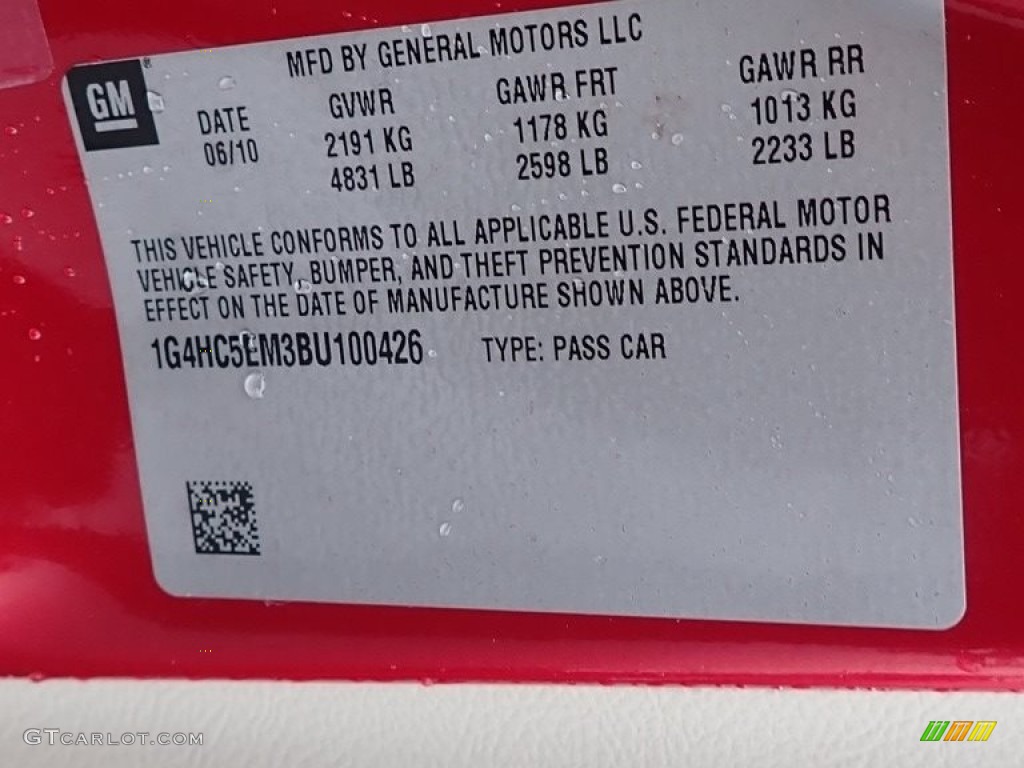 MFD BY GENERAL MOTORS LLC
GM®
DATE GVWR GAWR FRT GAWR RR
06/10 2191 KG 1178 KG 1013 KG
4831 LB 2598 LB 2233 LB
THIS VEHICLE CONFORMS TO ALL APPLICABLE U.S. FEDERAL MOTOR
VEHICLE SAFETY, BUMPER, AND THEFT PREVENTION STANDARDS IN
EFFECT ON THE DATE OF MANUFACTURE SHOWN ABOVE.
1G4HC5EM3BU100426 TYPE: PASS CAR
GTCARLOT.COM